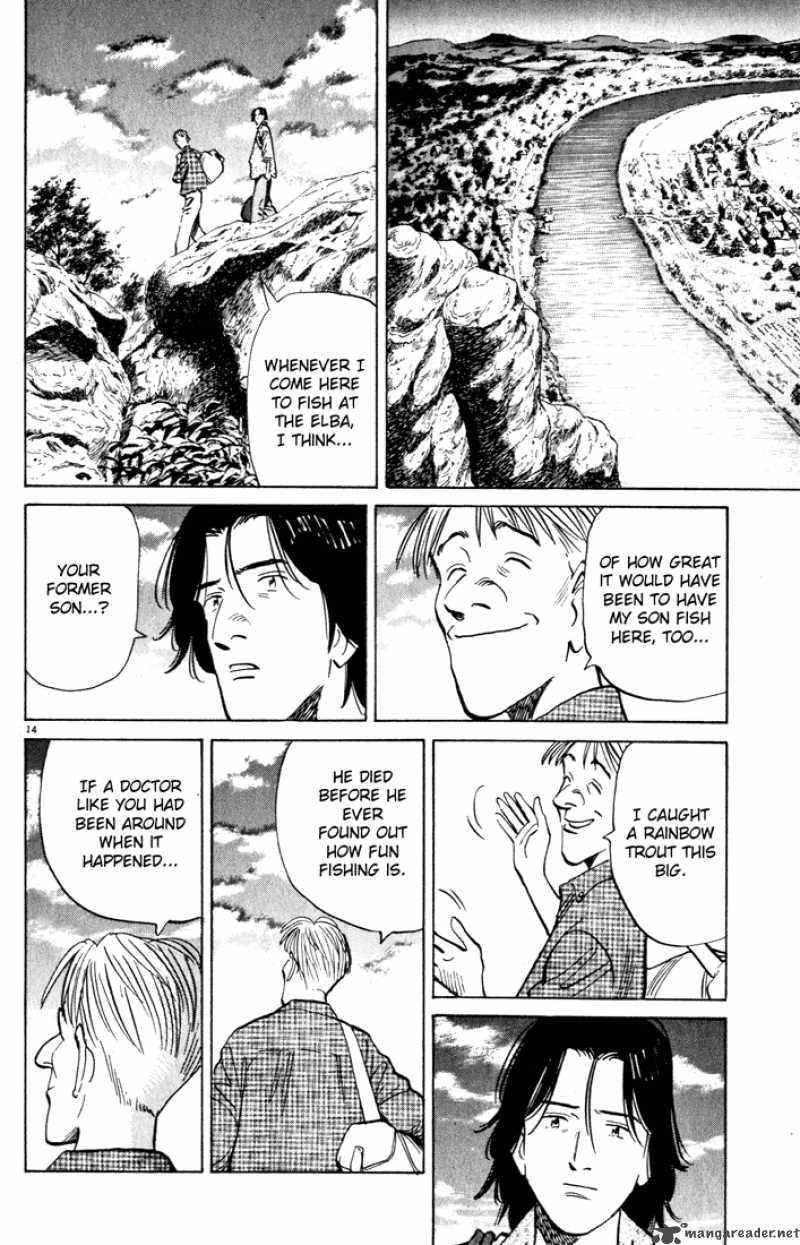 WHENEVER I
COME HERE
TO FISH AT
THE ELBA,
I THINK...
OF HOW GREAT
IT WOULD HAVE
BEEN TO HAVE
MY SON FISH
HERE, TOO...
YOUR
FORMER
SON...?
14
I CAUGHT
A RAINBOW
TROUT THIS
BIG.
HE DIED
BEFORE HE
EVER
FOUND OUT
HOW FUN
FISHING IS.
IF A DOCTOR
LIKE YOU HAD
BEEN AROUND
WHEN IT
HAPPENED...
mangareader.net